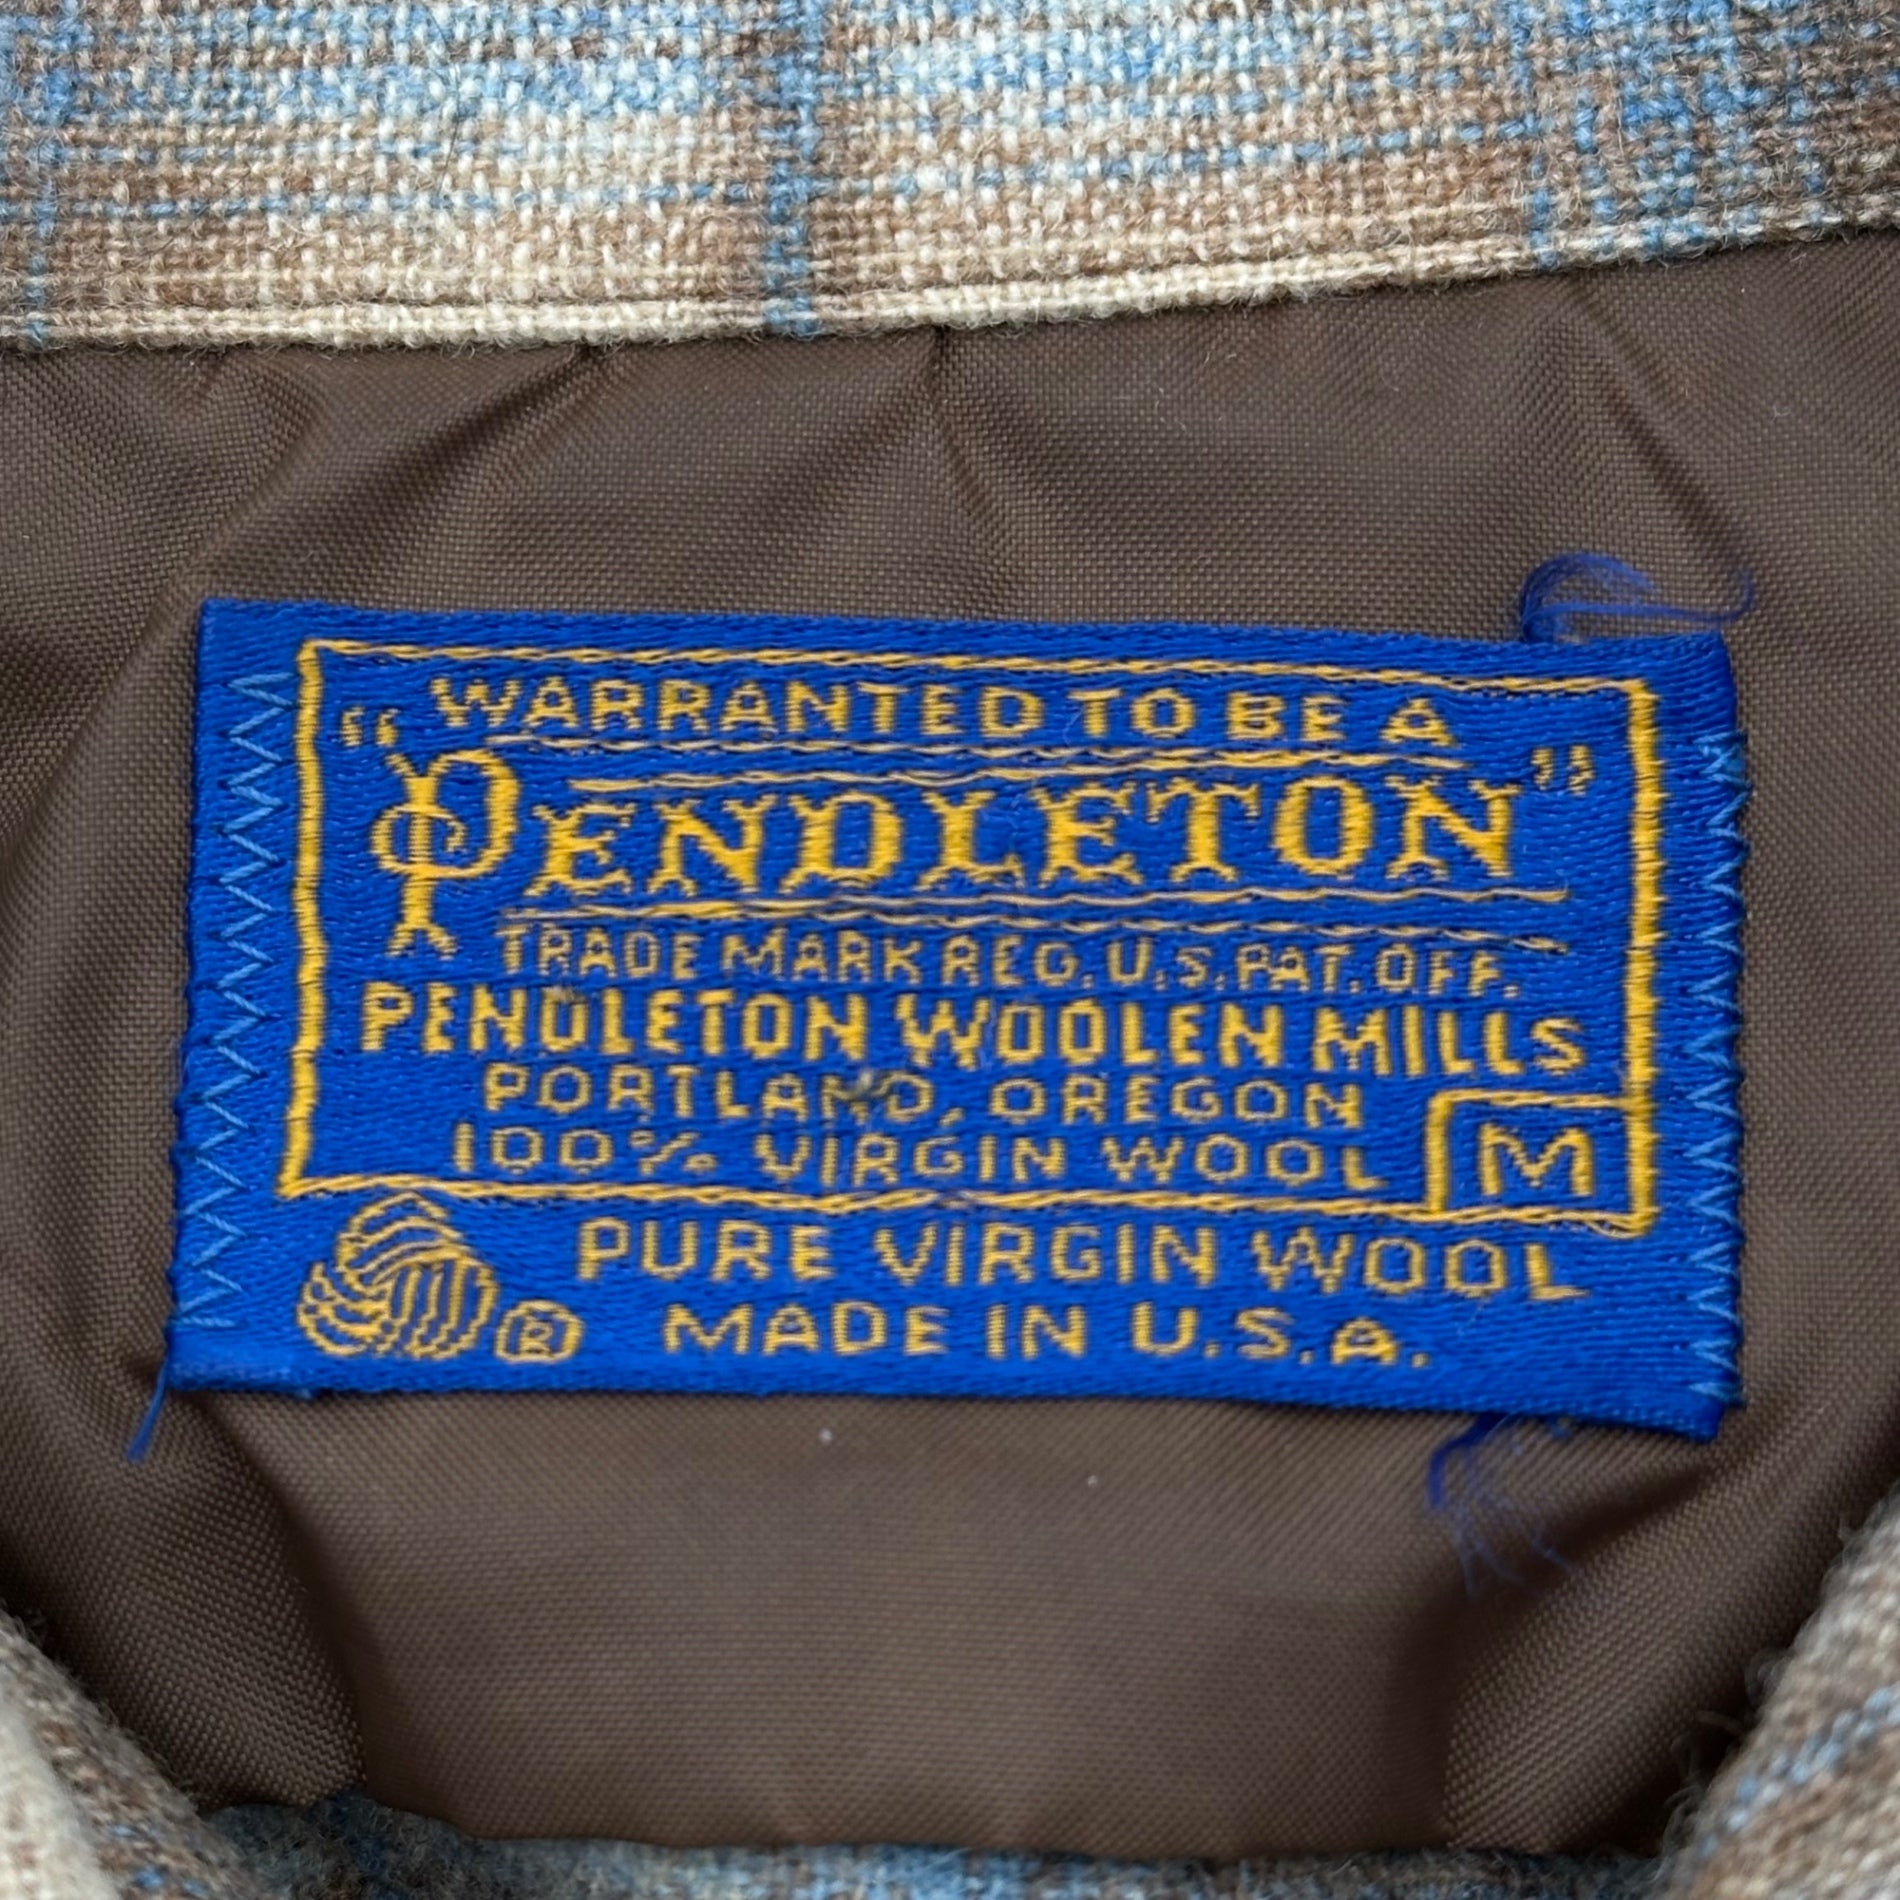 WARRANTED TO BE A
"PENDLETON"
TRADE MARK REG. U.S. PAT. OFF.
PENDLETON WOOLEN MILLS
PORTLAND, OREGON
100% VIRGIN WOOL
M
PURE VIRGIN WOOL
® MADE IN U.S.A.